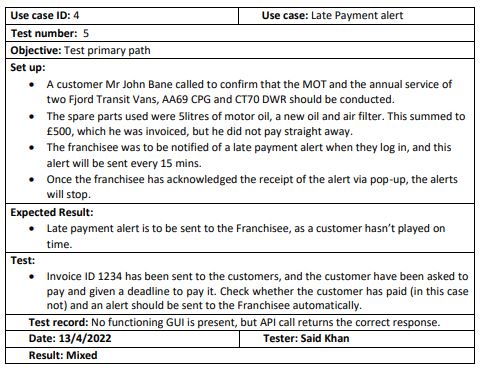 Use case ID: 4 Use case: Late Payment alert
Test number: 5
Objective: Test primary path
Set up:
• A customer Mr John Bane called to confirm that the MOT and the annual service of
two Fjord Transit Vans, AA69 CPG and CT70 DWR should be conducted.
• The spare parts used were 5litres of motor oil, a new oil and air filter. This summed to
£500, which he was invoiced, but he did not pay straight away.
• The franchisee was to be notified of a late payment alert when they log in, and this
alert will be sent every 15 mins.
• Once the franchisee has acknowledged the receipt of the alert via pop-up, the alerts
will stop.
Expected Result:
• Late payment alert is to be sent to the Franchisee, as a customer hasn't played on
time.
Test:
• Invoice ID 1234 has been sent to the customers, and the customer have been asked to
pay and given a deadline to pay it. Check whether the customer has paid (in this case
not) and an alert should be sent to the Franchisee automatically.
Test record: No functioning GUI is present, but API call returns the correct response.
Date: 13/4/2022 Tester: Said Khan
Result: Mixed